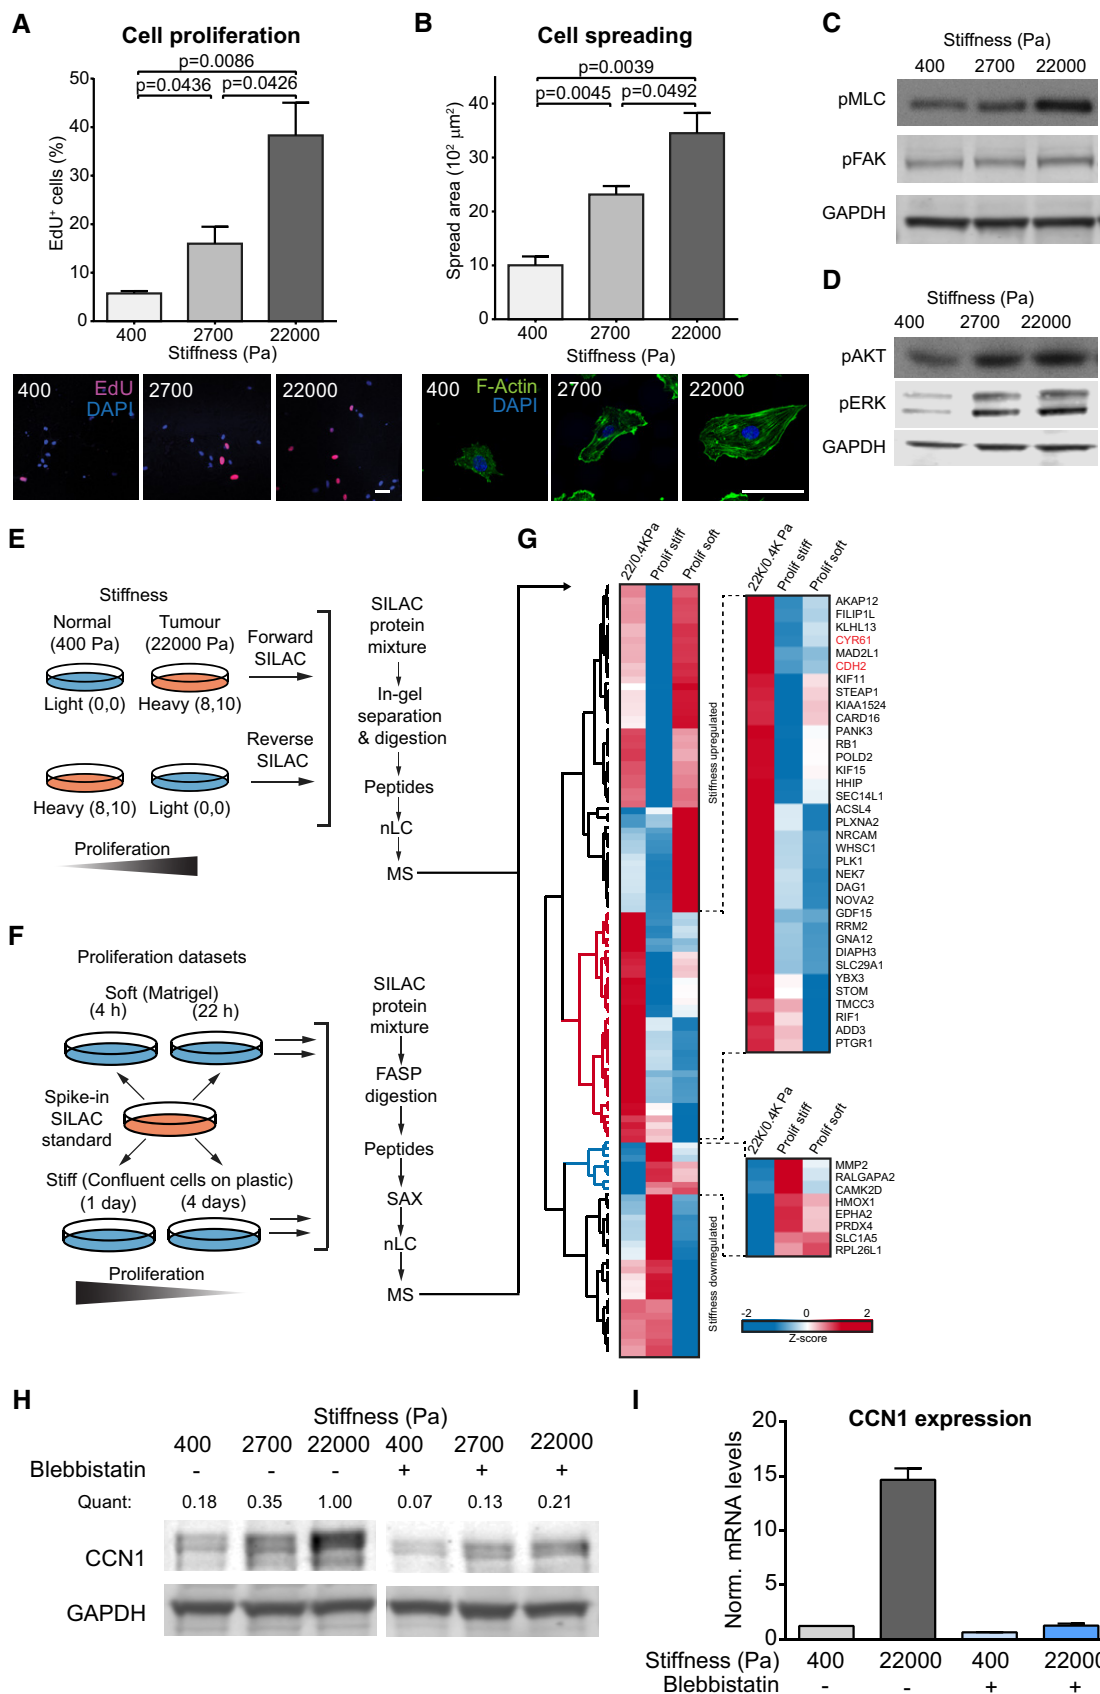 A
Cell proliferation
p=0.0086
p=0.0436
p=0.0426
EdU⁺ cells (%)
50
40
30
20
10
0
400
2700
22000
Stiffness (Pa)
400
EdU
DAPI
2700
22000
B
Cell spreading
p=0.0039
p=0.0045
p=0.0492
Spread area (10² µm²)
40
30
20
10
0
400
2700
22000
Stiffness (Pa)
400
F-Actin
DAPI
2700
22000
C
Stiffness (Pa)
400 2700 22000
pMLC
pFAK
GAPDH
D
Stiffness (Pa)
400 2700 22000
pAKT
pERK
GAPDH
E
Stiffness
Normal
(400 Pa)
Tumour
(22000 Pa)
Light (0,0)
Heavy (8,10)
Forward
SILAC
Heavy (8,10)
Light (0,0)
Reverse
SILAC
Proliferation
SILAC
protein
mixture
In-gel
separation
& digestion
Peptides
nLC
MS
F
Proliferation datasets
Soft (Matrigel)
(4 h)
(22 h)
Spike-in
SILAC
standard
Stiff (Confluent cells on plastic)
(1 day)
(4 days)
Proliferation
SILAC
protein
mixture
FASP
digestion
Peptides
SAX
nLC
MS
G
22/0.4KPa
Prolif stiff
Prolif soft
Stiffness upregulated
Stiffness downregulated
22K/0.4K Pa
Prolif stiff
Prolif soft
AKAP12
FILIP1L
KLHL13
CYR61
MAD2L1
CDH2
KIF11
STEAP1
KIAA1524
CARD16
PANK3
RB1
POLD2
KIF15
HHIP
SEC14L1
ACSL4
PLXNA2
NRCAM
WHSC1
PLK1
NEK7
DAG1
NOVA2
GDF15
RRM2
GNA12
DIAPH3
SLC29A1
YBX3
STOM
TMCC3
RIF1
ADD3
PTGR1
22K/0.4K Pa
Prolif stiff
Prolif soft
MMP2
RALGAPA2
CAMK2D
HMOX1
EPHA2
PRDX4
SLC1A5
RPL26L1
-2 0 2
Z-score
H
Stiffness (Pa)
400 2700 22000 400 2700 22000
Blebbistatin - - - + + +
Quant: 0.18 0.35 1.00 0.07 0.13 0.21
CCN1
GAPDH
I
CCN1 expression
Norm. mRNA levels
20
15
10
5
0
Stiffness (Pa) 400 22000 400 22000
Blebbistatin - - + +